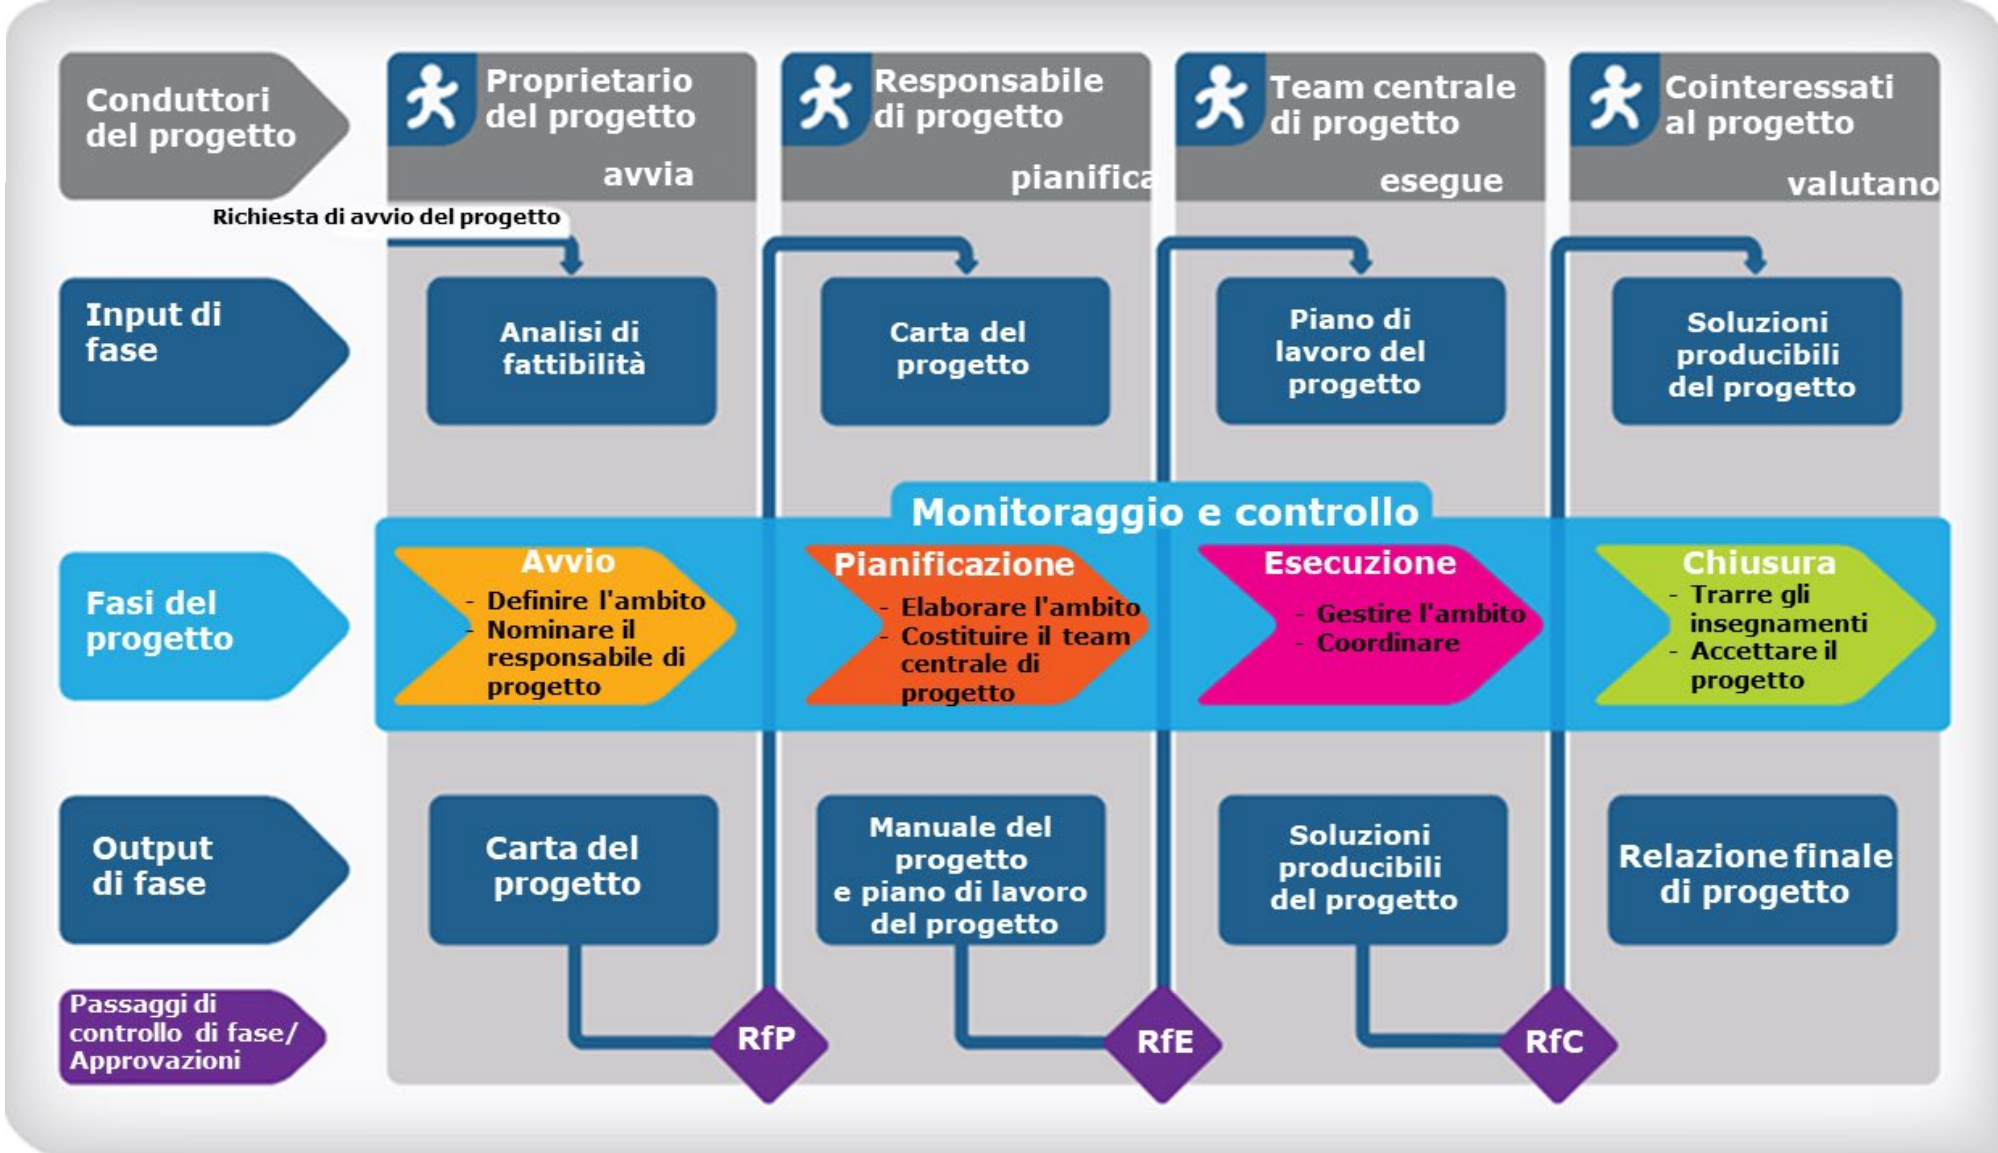 Conduttori
del progetto
Proprietario
del progetto
avvia
Responsabile
di progetto
pianifica
Team centrale
di progetto
esegue
Cointeressati
al progetto
valutano
Richiesta di avvio del progetto
Input di
fase
Analisi di
fattibilità
Carta del
progetto
Piano di
lavoro del
progetto
Soluzioni
producibili
del progetto
Monitoraggio e controllo
Fasi del
progetto
Avvio
- Definire l'ambito
- Nominare il
responsabile di
progetto
Pianificazione
- Elaborare l'ambito
- Costituire il team
centrale di
progetto
Esecuzione
- Gestire l'ambito
- Coordinare
Chiusura
- Trarre gli
insegnamenti
- Accettare il
progetto
Output
di fase
Carta del
progetto
Manuale del
progetto
e piano di lavoro
del progetto
Soluzioni
producibili
del progetto
Relazione finale
di progetto
Passaggi di
controllo di fase/
Approvazioni
RfP
RfE
RfC